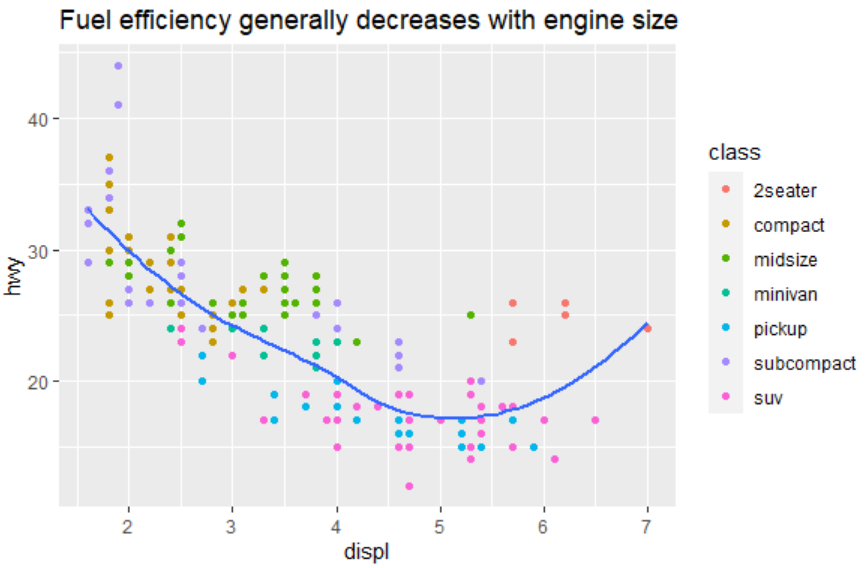 Fuel efficiency generally decreases with engine size
hwy
40
30
20
2 3 4 5 6 7
displ
class
2seater
compact
midsize
minivan
pickup
subcompact
suv